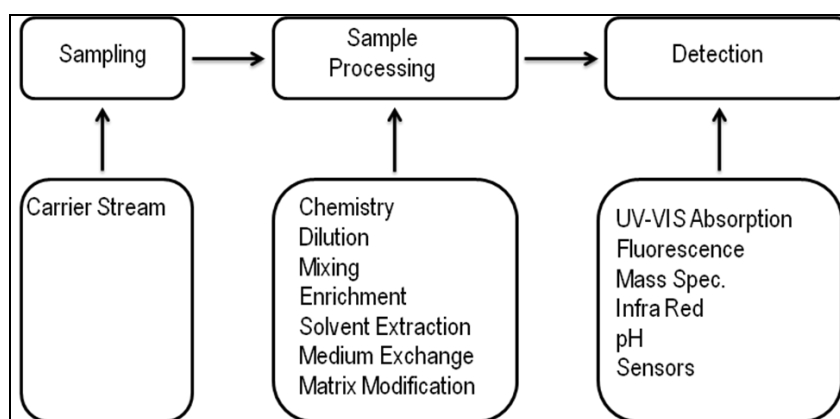 Sampling
Sample
Processing
Detection
Carrier Stream
Chemistry
Dilution
Mixing
Enrichment
Solvent Extraction
Medium Exchange
Matrix Modification
UV-VIS Absorption
Fluorescence
Mass Spec.
Infra Red
pH
Sensors